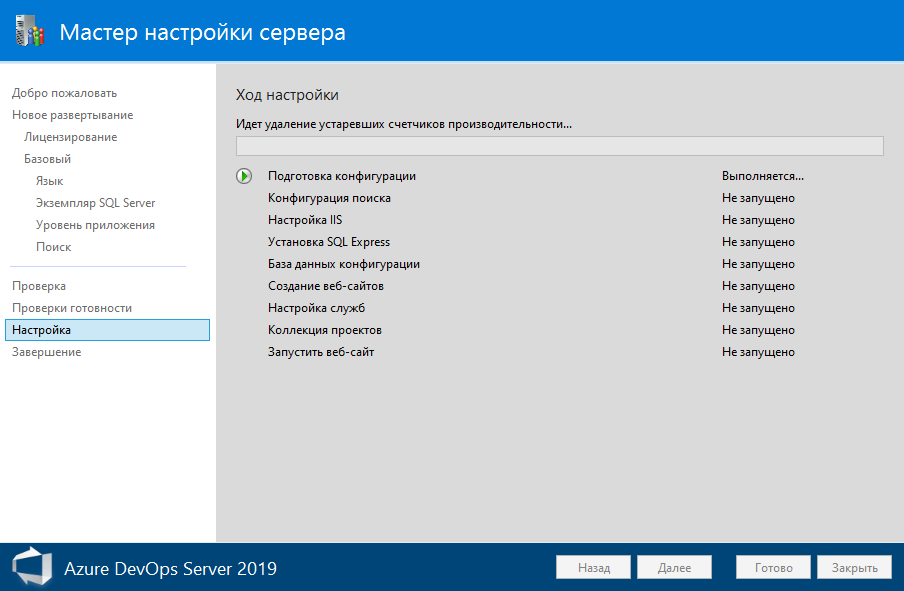 Мастер настройки сервера
Добро пожаловать
Новое развертывание
Лицензирование
Базовый
Язык
Экземпляр SQL Server
Уровень приложения
Поиск
Проверка
Проверки готовности
Настройка
Завершение
Ход настройки
Идет удаление устаревших счетчиков производительности...
Подготовка конфигурации Выполняется...
Конфигурация поиска Не запущено
Настройка IIS Не запущено
Установка SQL Express Не запущено
База данных конфигурации Не запущено
Создание веб-сайтов Не запущено
Настройка служб Не запущено
Коллекция проектов Не запущено
Запустить веб-сайт Не запущено
Azure DevOps Server 2019
Назад Далее Готово Закрыть